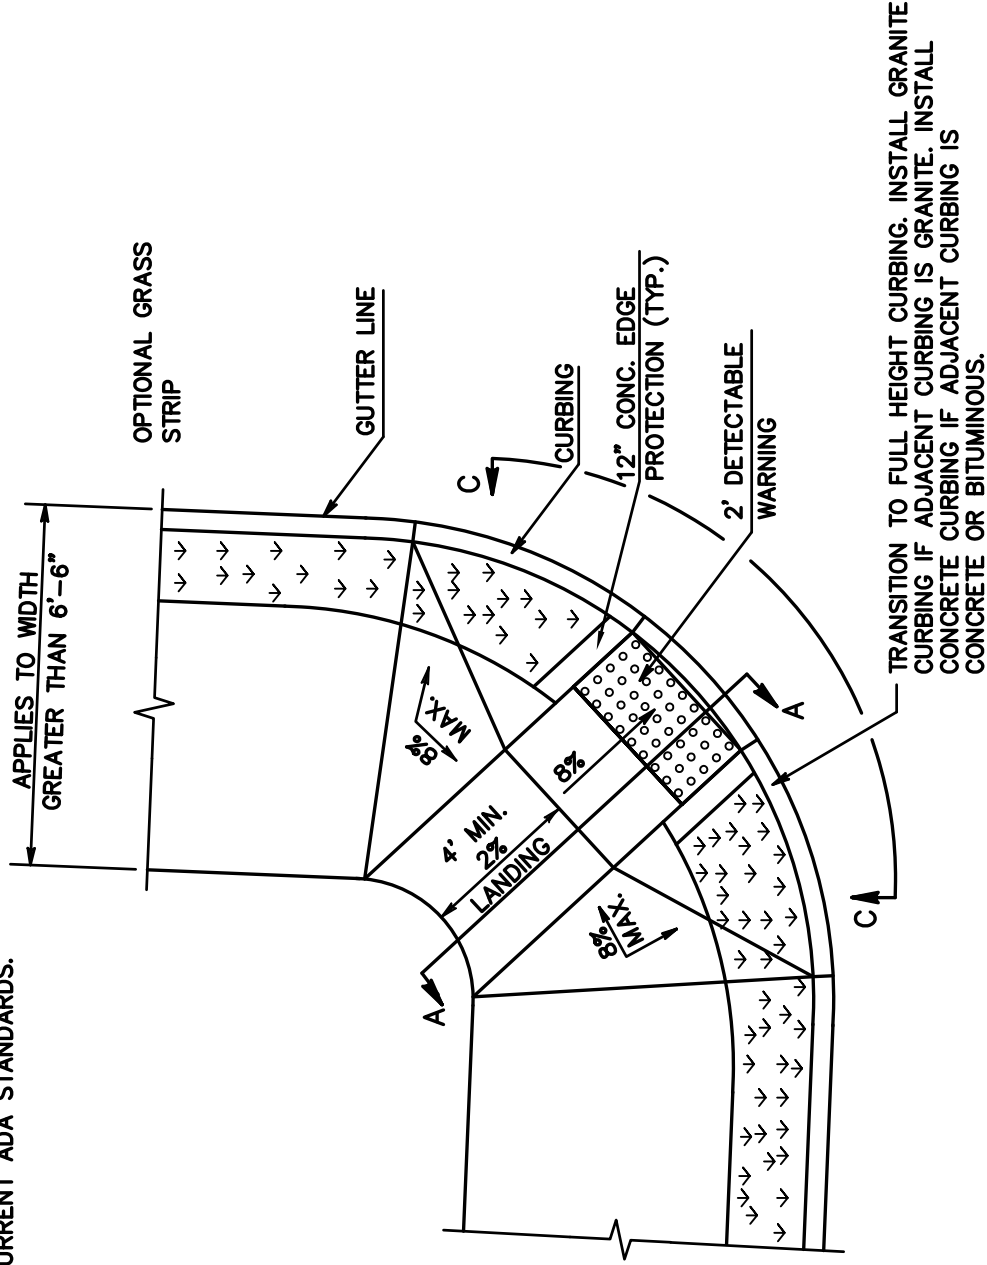 URRENT ADA STANDARDS.
APPLIES TO WIDTH
GREATER THAN 6'-6"
OPTIONAL GRASS
STRIP
GUTTER LINE
CURBING
12" CONC. EDGE
PROTECTION (TYP.)
2' DETECTABLE
WARNING
C
8%
MAX.
8%
4' MIN.
2%
LANDING
8%
MAX.
A
A
C
TRANSITION TO FULL HEIGHT CURBING. INSTALL GRANITE
CURBING IF ADJACENT CURBING IS GRANITE. INSTALL
CONCRETE CURBING IF ADJACENT CURBING IS
CONCRETE OR BITUMINOUS.